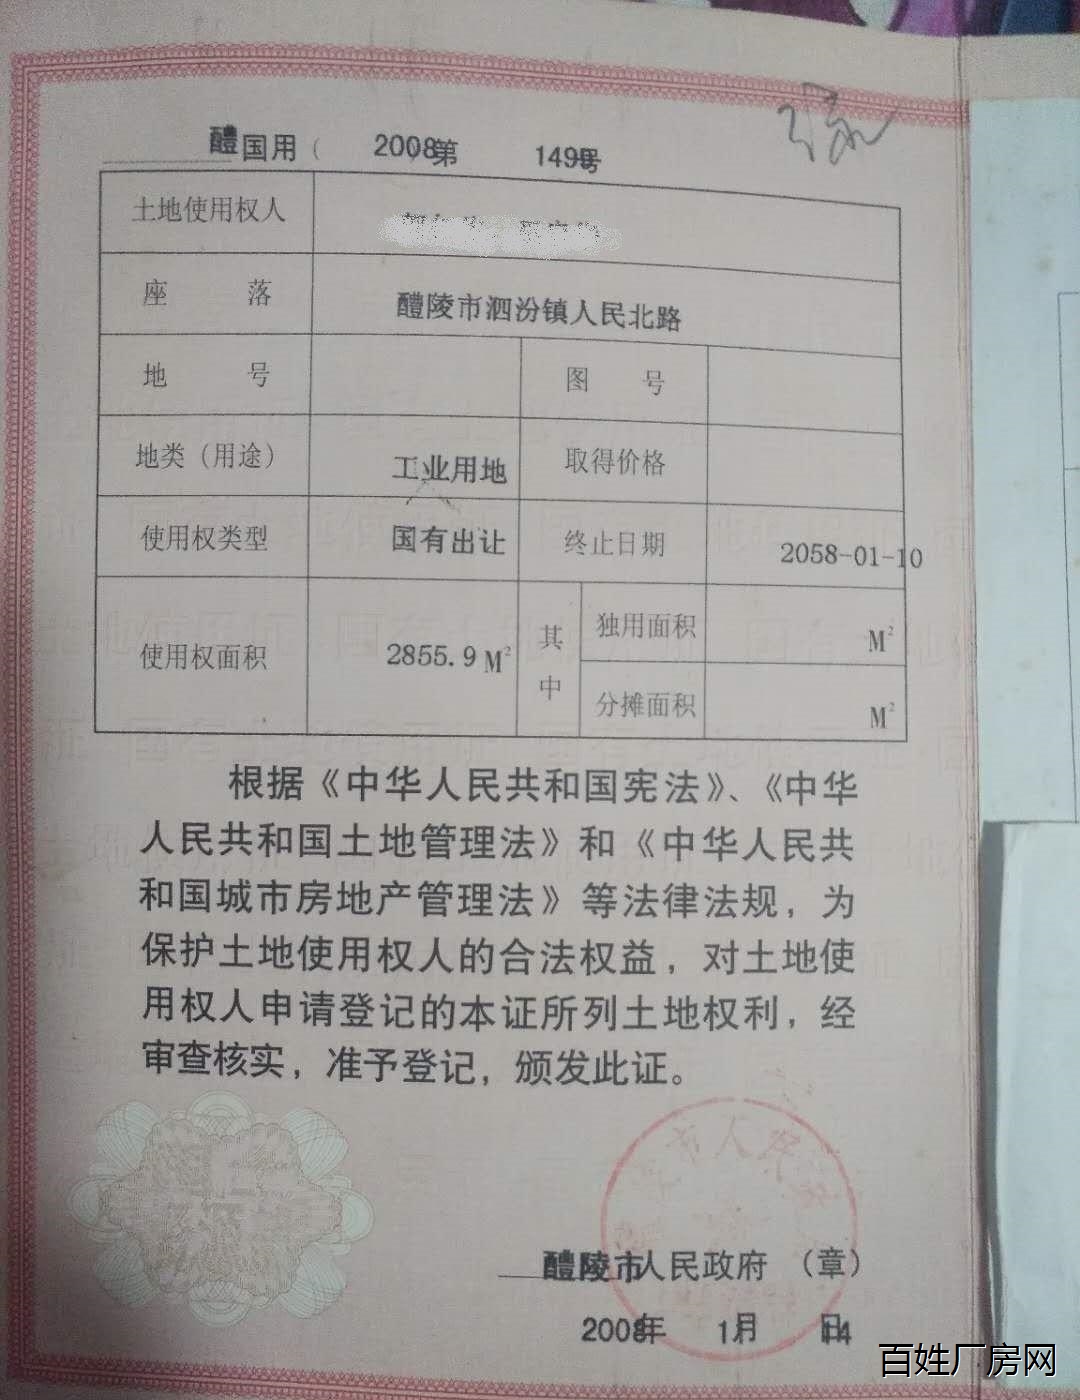 醴国用（2008第149号
土地使用权人
座落 醴陵市泗汾镇人民北路
地号 图号
地类（用途） 工业用地 取得价格
使用权类型 国有出让 终止日期 2058-01-10
使用权面积 2855.9 M² 其中 独用面积 M²
分摊面积 M²
根据《中华人民共和国宪法》、《中华
人民共和国土地管理法》和《中华人民共
和国城市房地产管理法》等法律法规，为
保护土地使用权人的合法权益，对土地使
用权人申请登记的本证所列土地权利，经
审查核实，准予登记，颁发此证。
醴陵市人民政府（章）
2008年 1月 14日
百姓厂房网